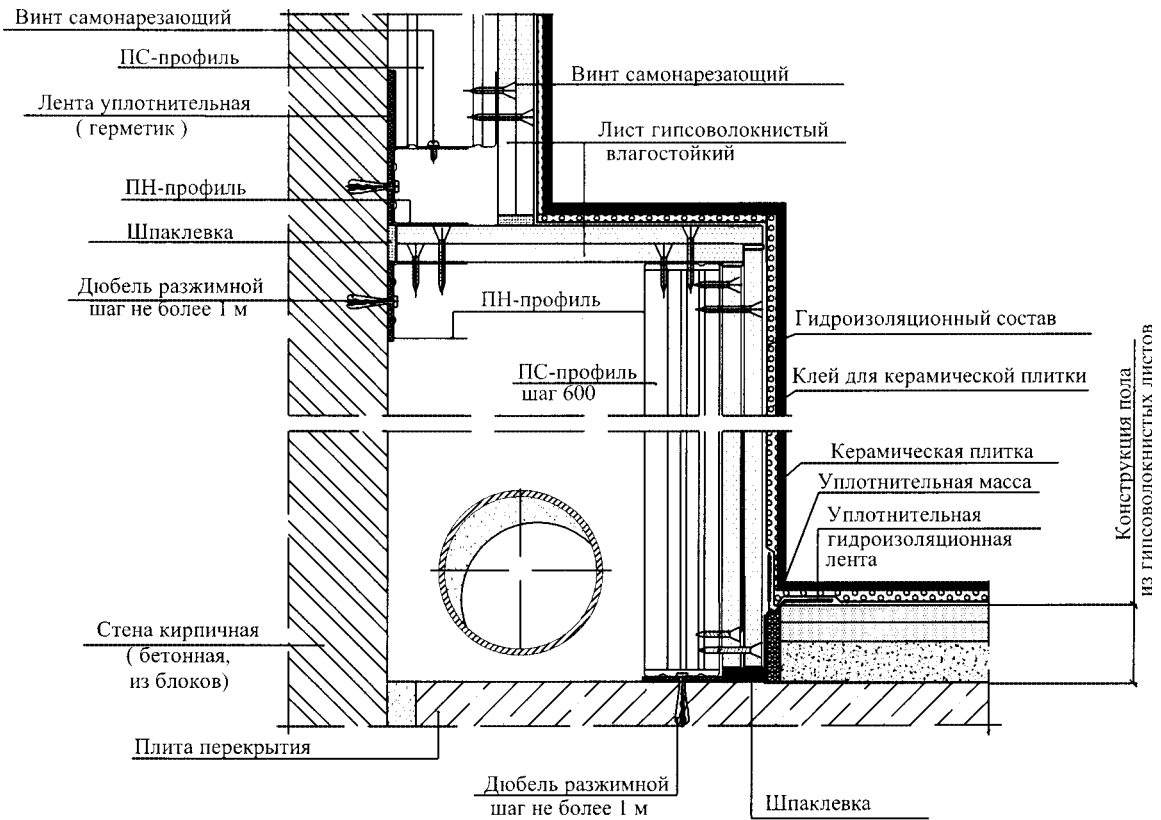 Винт самонарезающий
ПС-профиль
Лента уплотнительная
( герметик )
ПН-профиль
Шпаклевка
Дюбель разжимной
шаг не более 1 м
Винт самонарезающий
Лист гипсоволокнистый
влагостойкий
ПН-профиль
ПС-профиль
шаг 600
Гидроизоляционный состав
Клей для керамической плитки
Керамическая плитка
Уплотнительная масса
Уплотнительная
гидроизоляционная
лента
Конструкция пола
из гипсоволокнистых листов
Стена кирпичная
( бетонная,
из блоков)
Плита перекрытия
Дюбель разжимной
шаг не более 1 м
Шпаклевка